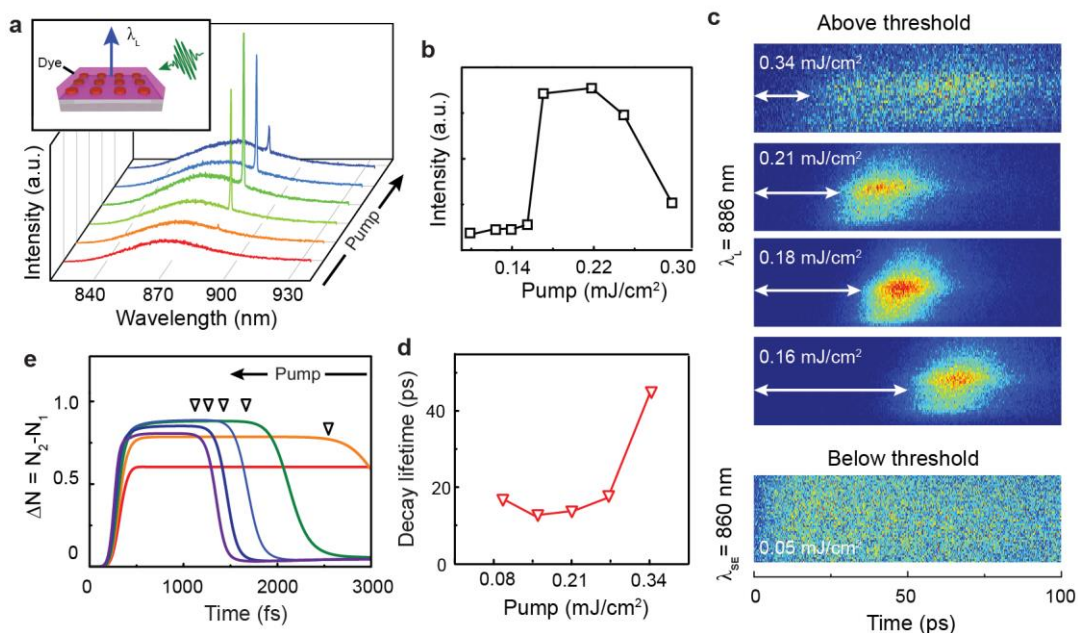 a
λL
Dye
Intensity (a.u.)
Pump
840 870 900 930
Wavelength (nm)
b
Intensity (a.u.)
0.14 0.22 0.30
Pump (mJ/cm²)
c
Above threshold
0.34 mJ/cm²
0.21 mJ/cm²
0.18 mJ/cm²
0.16 mJ/cm²
λL = 886 nm
Below threshold
0.05 mJ/cm²
λSE = 860 nm
0 50 100
Time (ps)
e
Pump
ΔN = N2-N1
1.0
0.5
0
0 1000 2000 3000
Time (fs)
d
Decay lifetime (ps)
40
20
0
0.08 0.21 0.34
Pump (mJ/cm²)